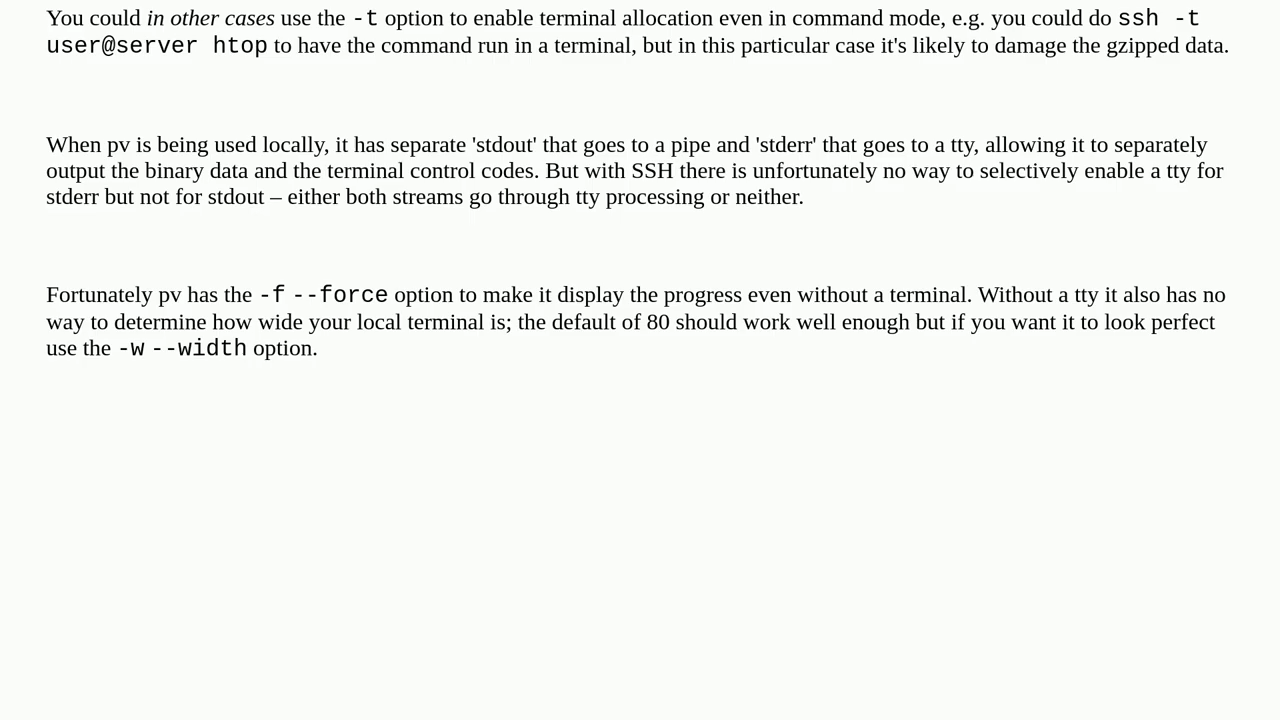 You could in other cases use the -t option to enable terminal allocation even in command mode, e.g. you could do ssh -t
user@server htop to have the command run in a terminal, but in this particular case it's likely to damage the gzipped data.
When pv is being used locally, it has separate 'stdout' that goes to a pipe and 'stderr' that goes to a tty, allowing it to separately
output the binary data and the terminal control codes. But with SSH there is unfortunately no way to selectively enable a tty for
stderr but not for stdout – either both streams go through tty processing or neither.
Fortunately pv has the -f --force option to make it display the progress even without a terminal. Without a tty it also has no
way to determine how wide your local terminal is; the default of 80 should work well enough but if you want it to look perfect
use the -w --width option.